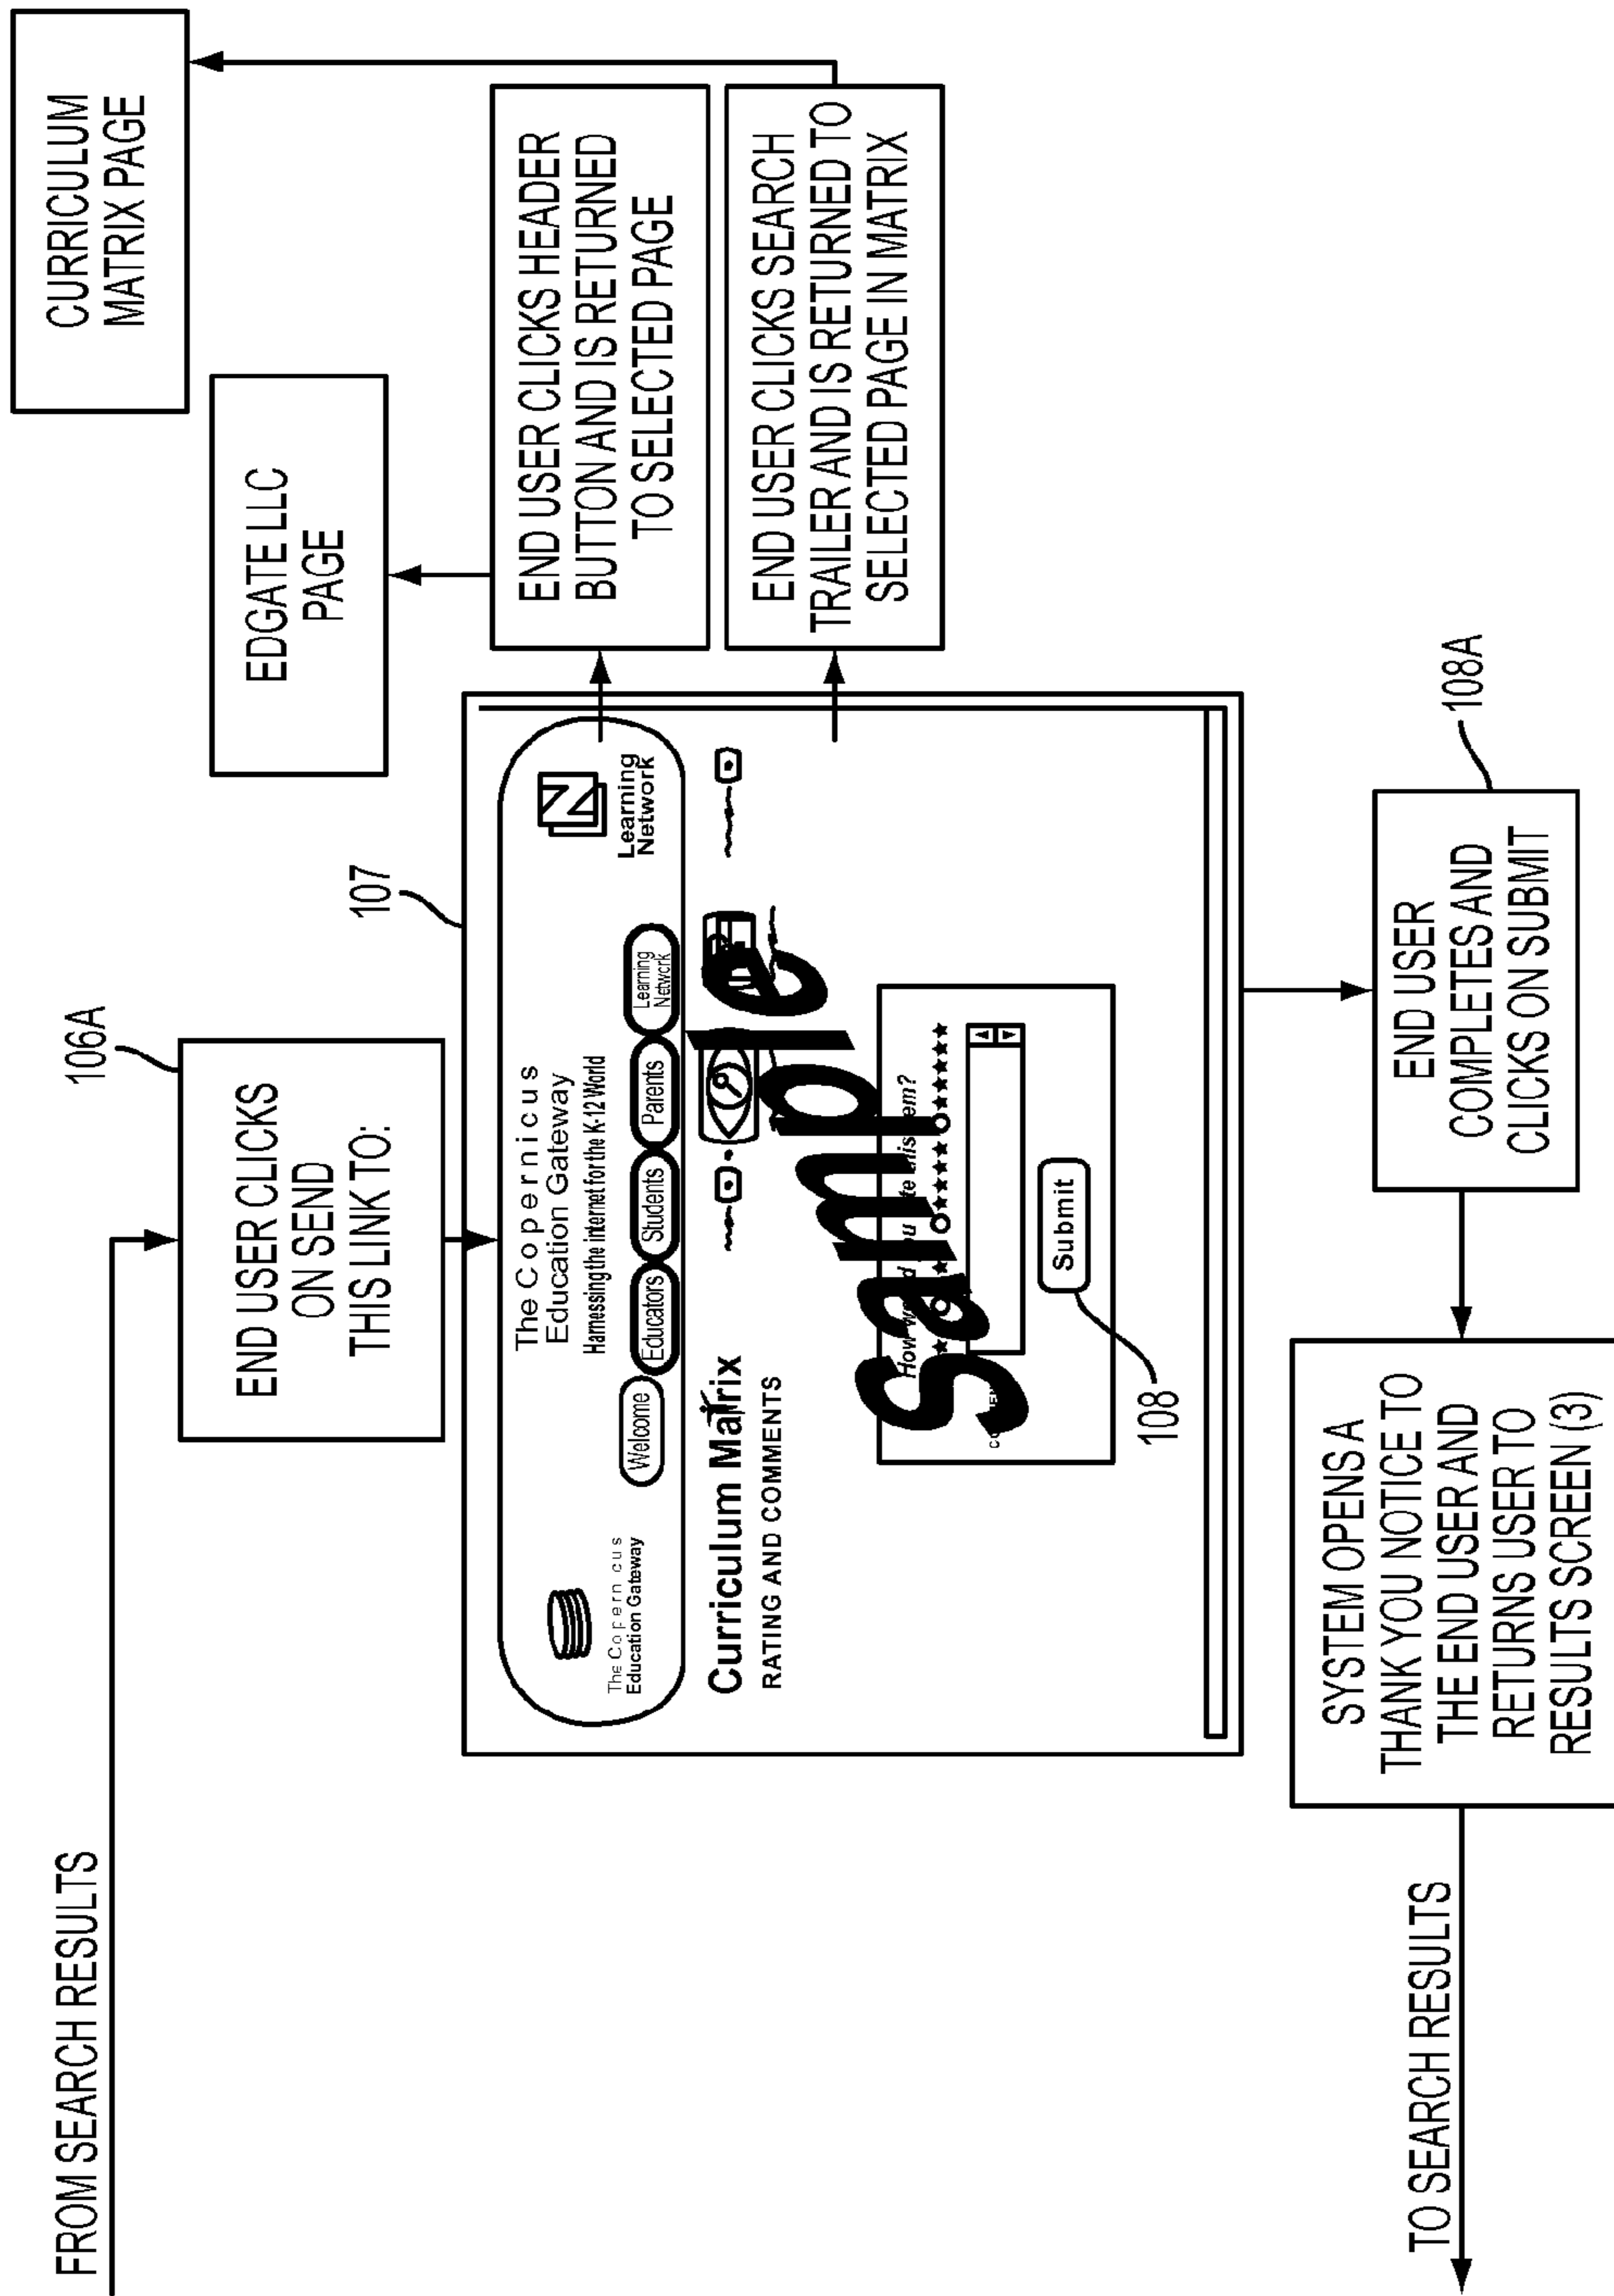 FROM SEARCH RESULTS
106A
END USER CLICKS
ON SEND
THIS LINK TO:
107
CURRICULUM
MATRIX PAGE
EDGATE LLC
PAGE
END USER CLICKS HEADER
BUTTON AND IS RETURNED
TO SELECTED PAGE
END USER CLICKS SEARCH
TRAILER AND IS RETURNED TO
SELECTED PAGE IN MATRIX
The Copernicus
Education Gateway
The Copernicus
Education Gateway
Harnessing the internet for the K-12 World
Welcome
Educators
Students
Parents
Learning
Network
Learning
Network
Curriculum Matrix
RATING AND COMMENTS
Sample
How
this
Submit
108
108A
END USER
COMPLETES AND
CLICKS ON SUBMIT
SYSTEM OPENS A
THANK YOU NOTICE TO
THE END USER AND
RETURNS USER TO
RESULTS SCREEN (3)
TO SEARCH RESULTS